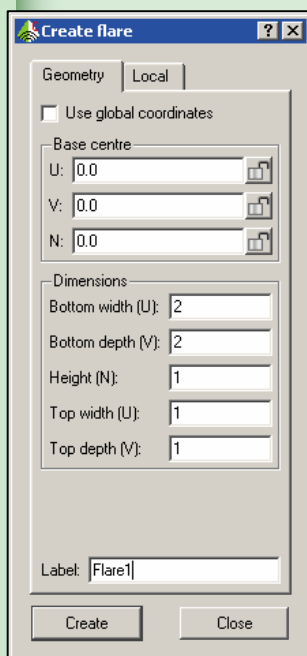 Create flare
Geometry Local
Use global coordinates
Base centre
U: 0.0
V: 0.0
N: 0.0
Dimensions
Bottom width (U): 2
Bottom depth (V): 2
Height (N): 1
Top width (U): 1
Top depth (V): 1
Label: Flare1
Create Close